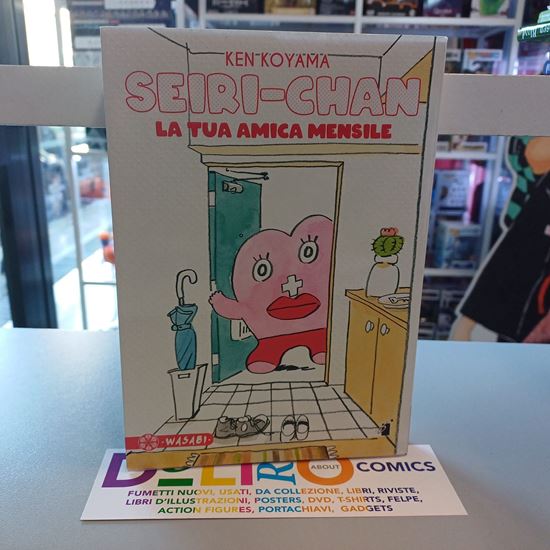 KEN KOYAMA
SEIRI-CHAN
LA TUA AMICA MENSILE
WASABI
ABOUT
COMICS
FUMETTI NUOVI, USATI, DA COLLEZIONE, LIBRI, RIVISTE,
LIBRI D'ILLUSTRAZIONI, POSTERS, DVD, T-SHIRTS, FELPE,
ACTION FIGURES, PORTACHIAVI, GADGETS